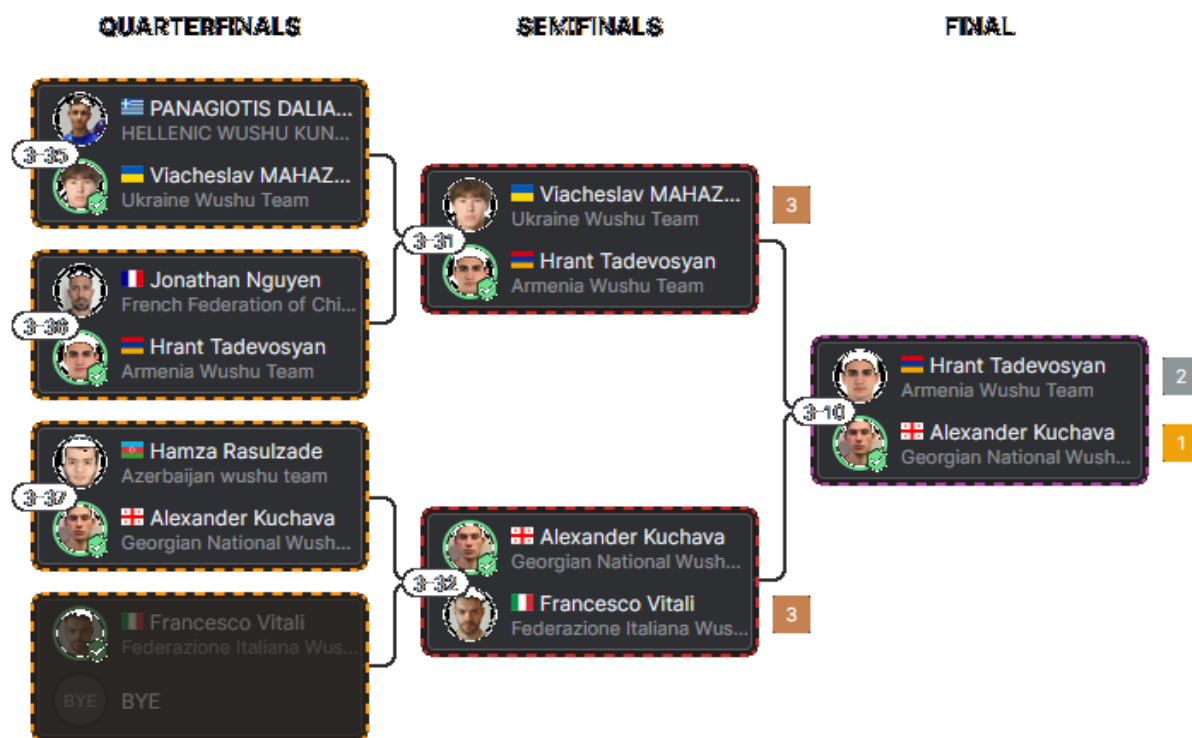 QUARTERFINALS
SEMIFINALS
FINAL
PANAGIOTIS DALIA...
HELLENIC WUSHU KUN...
3-35
Viacheslav MAHAZ...
Ukraine Wushu Team
Jonathan Nguyen
French Federation of Chi...
3-36
Hrant Tadevosyan
Armenia Wushu Team
Hamza Rasulzade
Azerbaijan wushu team
3-37
Alexander Kuchava
Georgian National Wush...
Francesco Vitali
Federazione Italiana Wus...
BYE
BYE
Viacheslav MAHAZ...
Ukraine Wushu Team
3
3-31
Hrant Tadevosyan
Armenia Wushu Team
Alexander Kuchava
Georgian National Wush...
3-32
Francesco Vitali
Federazione Italiana Wus...
3
Hrant Tadevosyan
Armenia Wushu Team
2
3-10
Alexander Kuchava
Georgian National Wush...
1